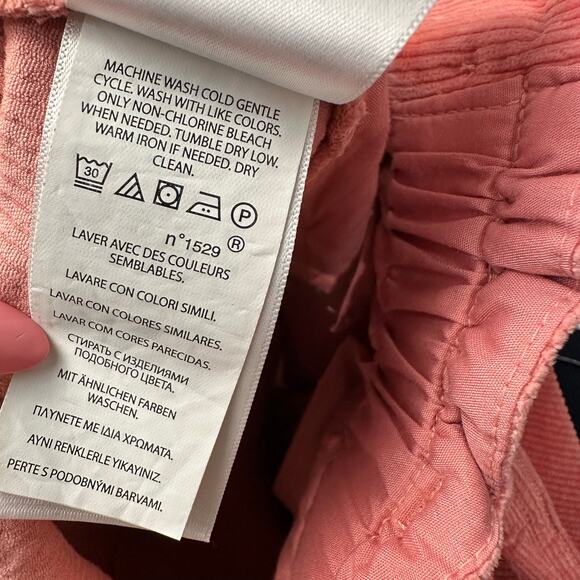 MACHINE WASH COLD GENTLE
CYCLE. WASH WITH LIKE COLORS.
ONLY NON-CHLORINE BLEACH
WHEN NEEDED. TUMBLE DRY LOW.
WARM IRON IF NEEDED. DRY
CLEAN.
30 P
n°1529 ®
LAVER AVEC DES COULEURS
SEMBLABLES.
LAVARE CON COLORI SIMILI.
LAVAR CON COLORES SIMILARES.
LAVAR COM CORES PARECIDAS.
СТИРАТЬ С ИЗДЕЛИЯМИ
ПОДОБНОГО ЦВЕТА.
MIT ÄHNLICHEN FARBEN
WASCHEN.
ΠΛΥΝΕΤΕ ΜΕ ΙΔΙΑ ΧΡΩΜΑΤΑ.
AYNI RENKLERLE YIKAYINIZ.
PERTE S PODOBNÝMI BARVAMI.